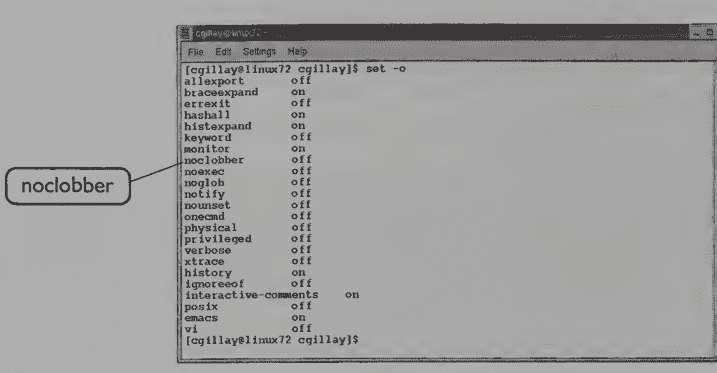 cgillay@linux72:~
File Edit Settings Help
[cgillay@linux72 cgillay]$ set -o
allexport off
braceexpand on
errexit off
hashall on
histexpand on
keyword off
monitor on
noclobber off
noexec off
noglob off
notify off
nounset off
onecmd off
physical off
privileged off
verbose off
xtrace off
history on
ignoreeof off
interactive-comments on
posix off
emacs on
vi off
[cgillay@linux72 cgillay]$
noclobber